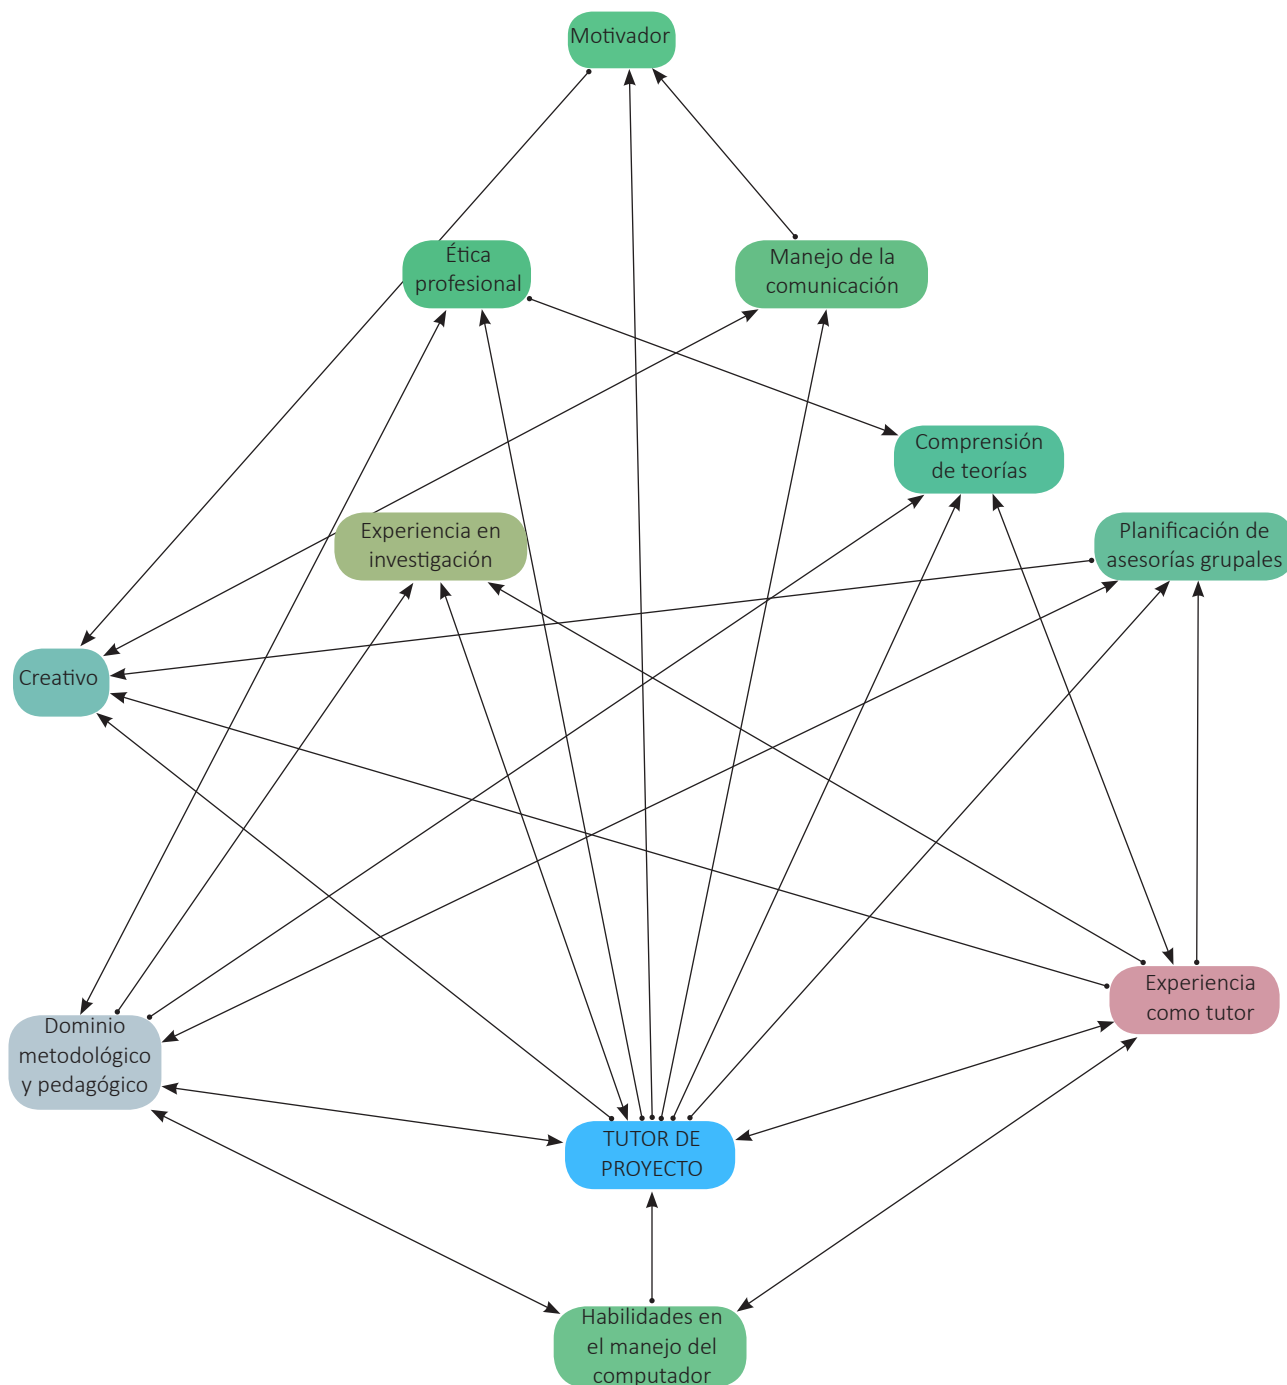 Motivador
Ética
profesional
Manejo de la
comunicación
Comprensión
de teorías
Experiencia en
investigación
Planificación de
asesorías grupales
Creativo
Experiencia
como tutor
Dominio
metodológico
y pedagógico
TUTOR DE
PROYECTO
Habilidades en
el manejo del
computador